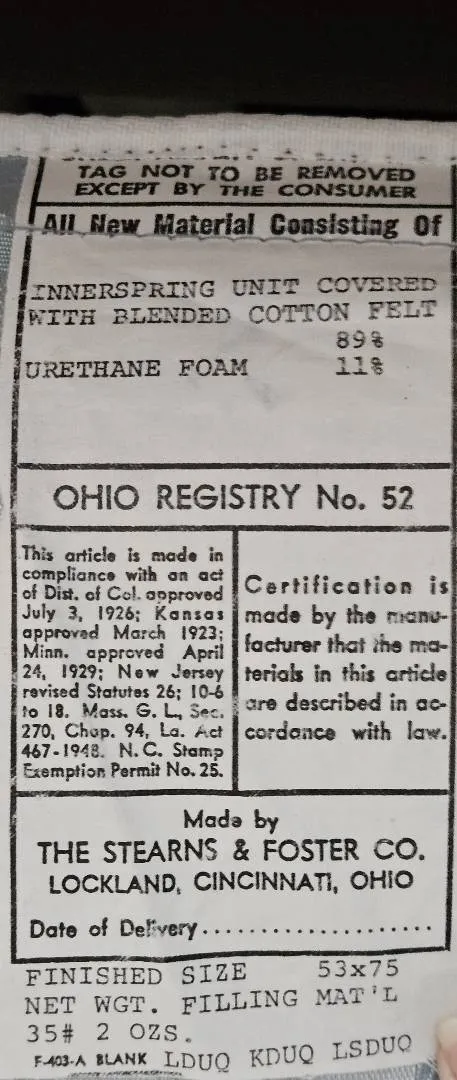 TAG NOT TO BE REMOVED
EXCEPT BY THE CONSUMER
All New Material Consisting Of
INNERSPRING UNIT COVERED
WITH BLENDED COTTON FELT
89%
URETHANE FOAM 11%
OHIO REGISTRY No. 52
This article is made in
compliance with an act
of Dist. of Col. approved
July 3, 1926; Kansas
approved March 1923;
Minn. approved April
24, 1929; New Jersey
revised Statutes 26; 10-6
to 18. Mass. G. L., Sec.
270, Chap. 94, La. Act
467-1948. N.C. Stamp
Exemption Permit No. 25.
Certification is
made by the manu-
facturer that the ma-
terials in this article
are described in ac-
cordance with law.
Made by
THE STEARNS & FOSTER CO.
LOCKLAND, CINCINNATI, OHIO
Date of Delivery......................
FINISHED SIZE 53x75
NET WGT. FILLING MAT'L
35# 2 OZS.
F-403-A BLANK LDUQ KDUQ LSDUQ